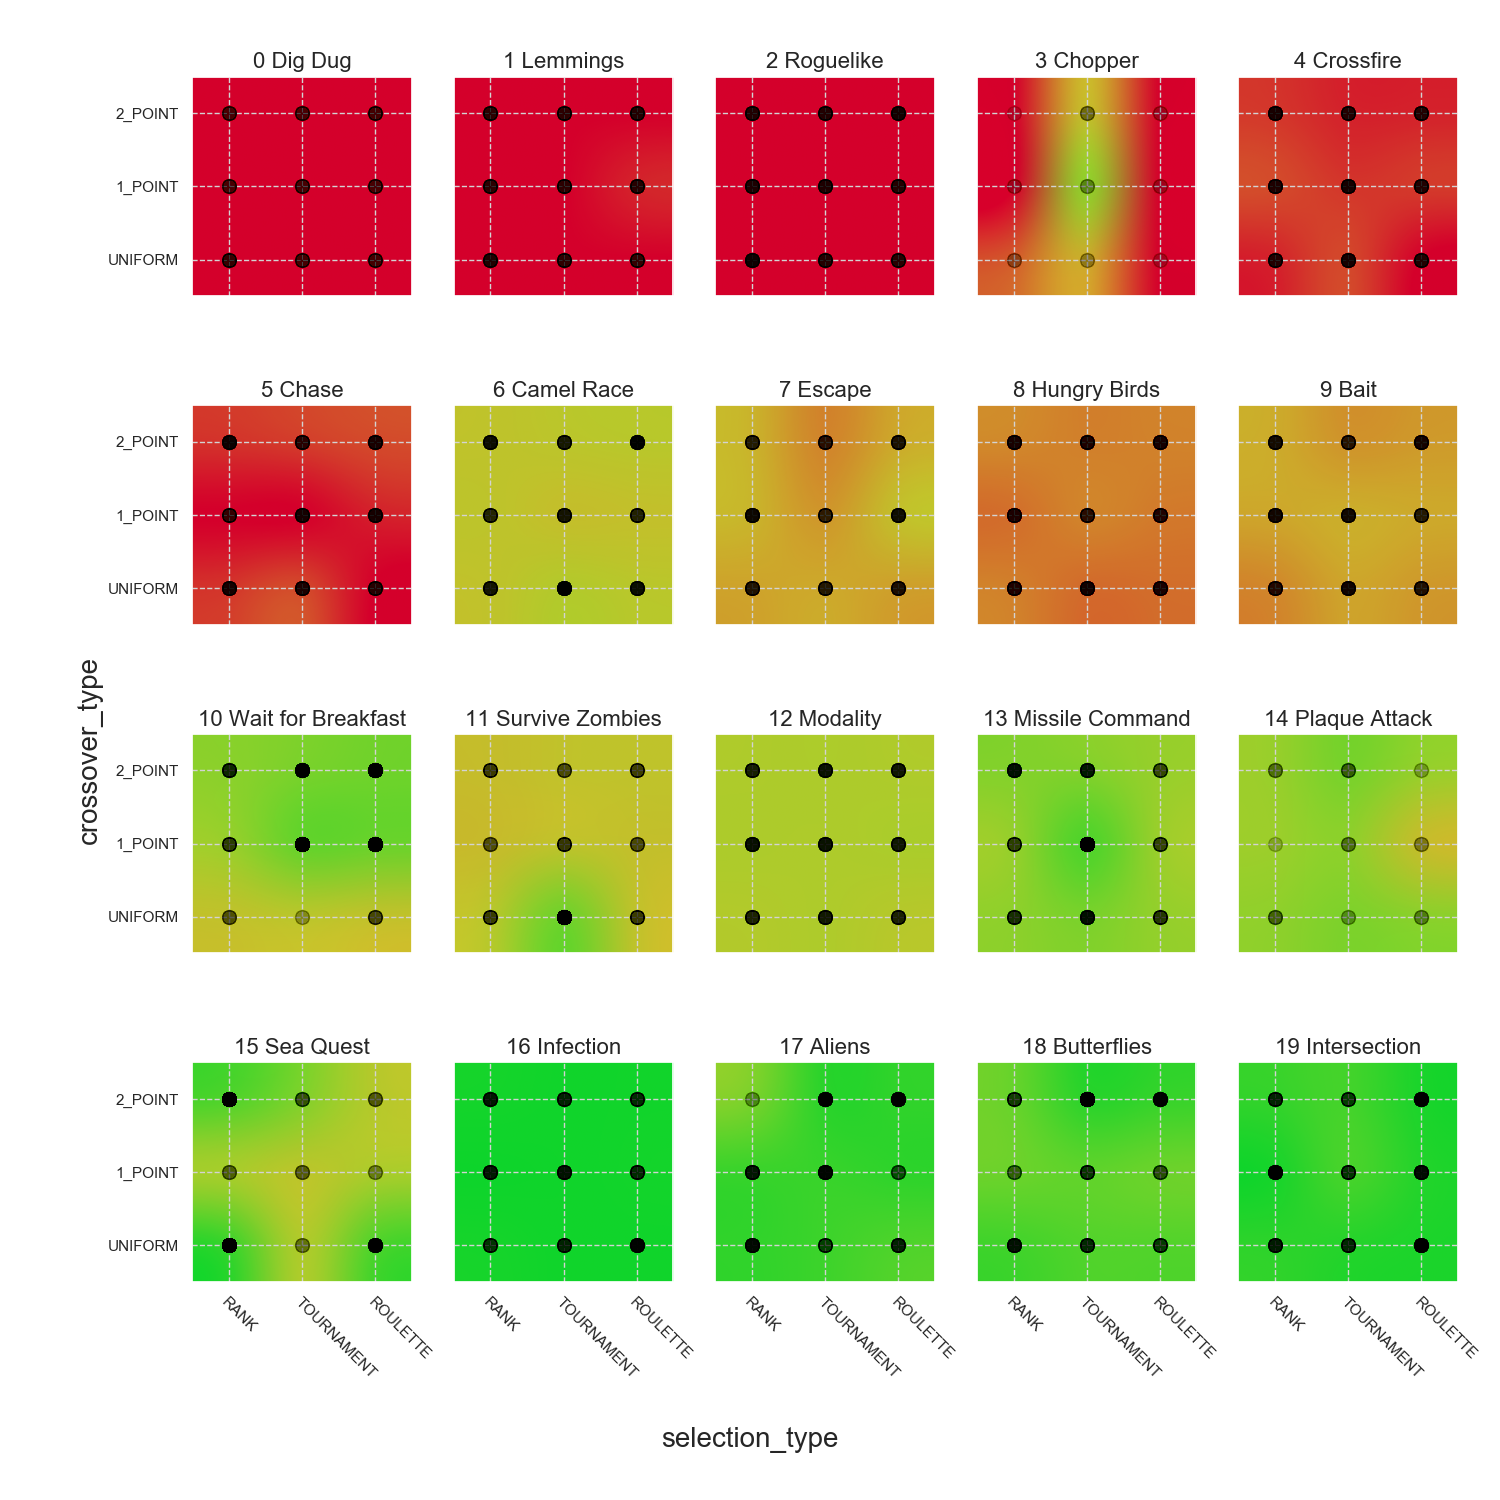 0 Dig Dug
1 Lemmings
2 Roguelike
3 Chopper
4 Crossfire
2_POINT
1_POINT
UNIFORM
5 Chase
6 Camel Race
7 Escape
8 Hungry Birds
9 Bait
2_POINT
1_POINT
UNIFORM
crossover_type
10 Wait for Breakfast
11 Survive Zombies
12 Modality
13 Missile Command
14 Plaque Attack
2_POINT
1_POINT
UNIFORM
15 Sea Quest
16 Infection
17 Aliens
18 Butterflies
19 Intersection
2_POINT
1_POINT
UNIFORM
RANK
TOURNAMENT
ROULETTE
RANK
TOURNAMENT
ROULETTE
RANK
TOURNAMENT
ROULETTE
RANK
TOURNAMENT
ROULETTE
RANK
TOURNAMENT
ROULETTE
selection_type